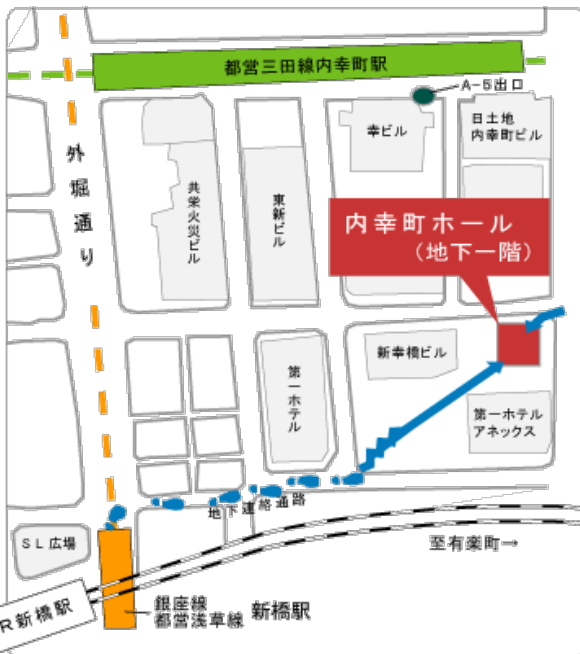 都営三田線内幸町駅
A-5出口
幸ビル
日土地
内幸町ビル
外堀通り
共栄火災ビル
東新ビル
内幸町ホール
(地下一階)
新幸橋ビル
第一ホテル
第一ホテル
アネックス
地下連絡通路
SL広場
至有楽町→
R新橋駅
銀座線
都営浅草線
新橋駅